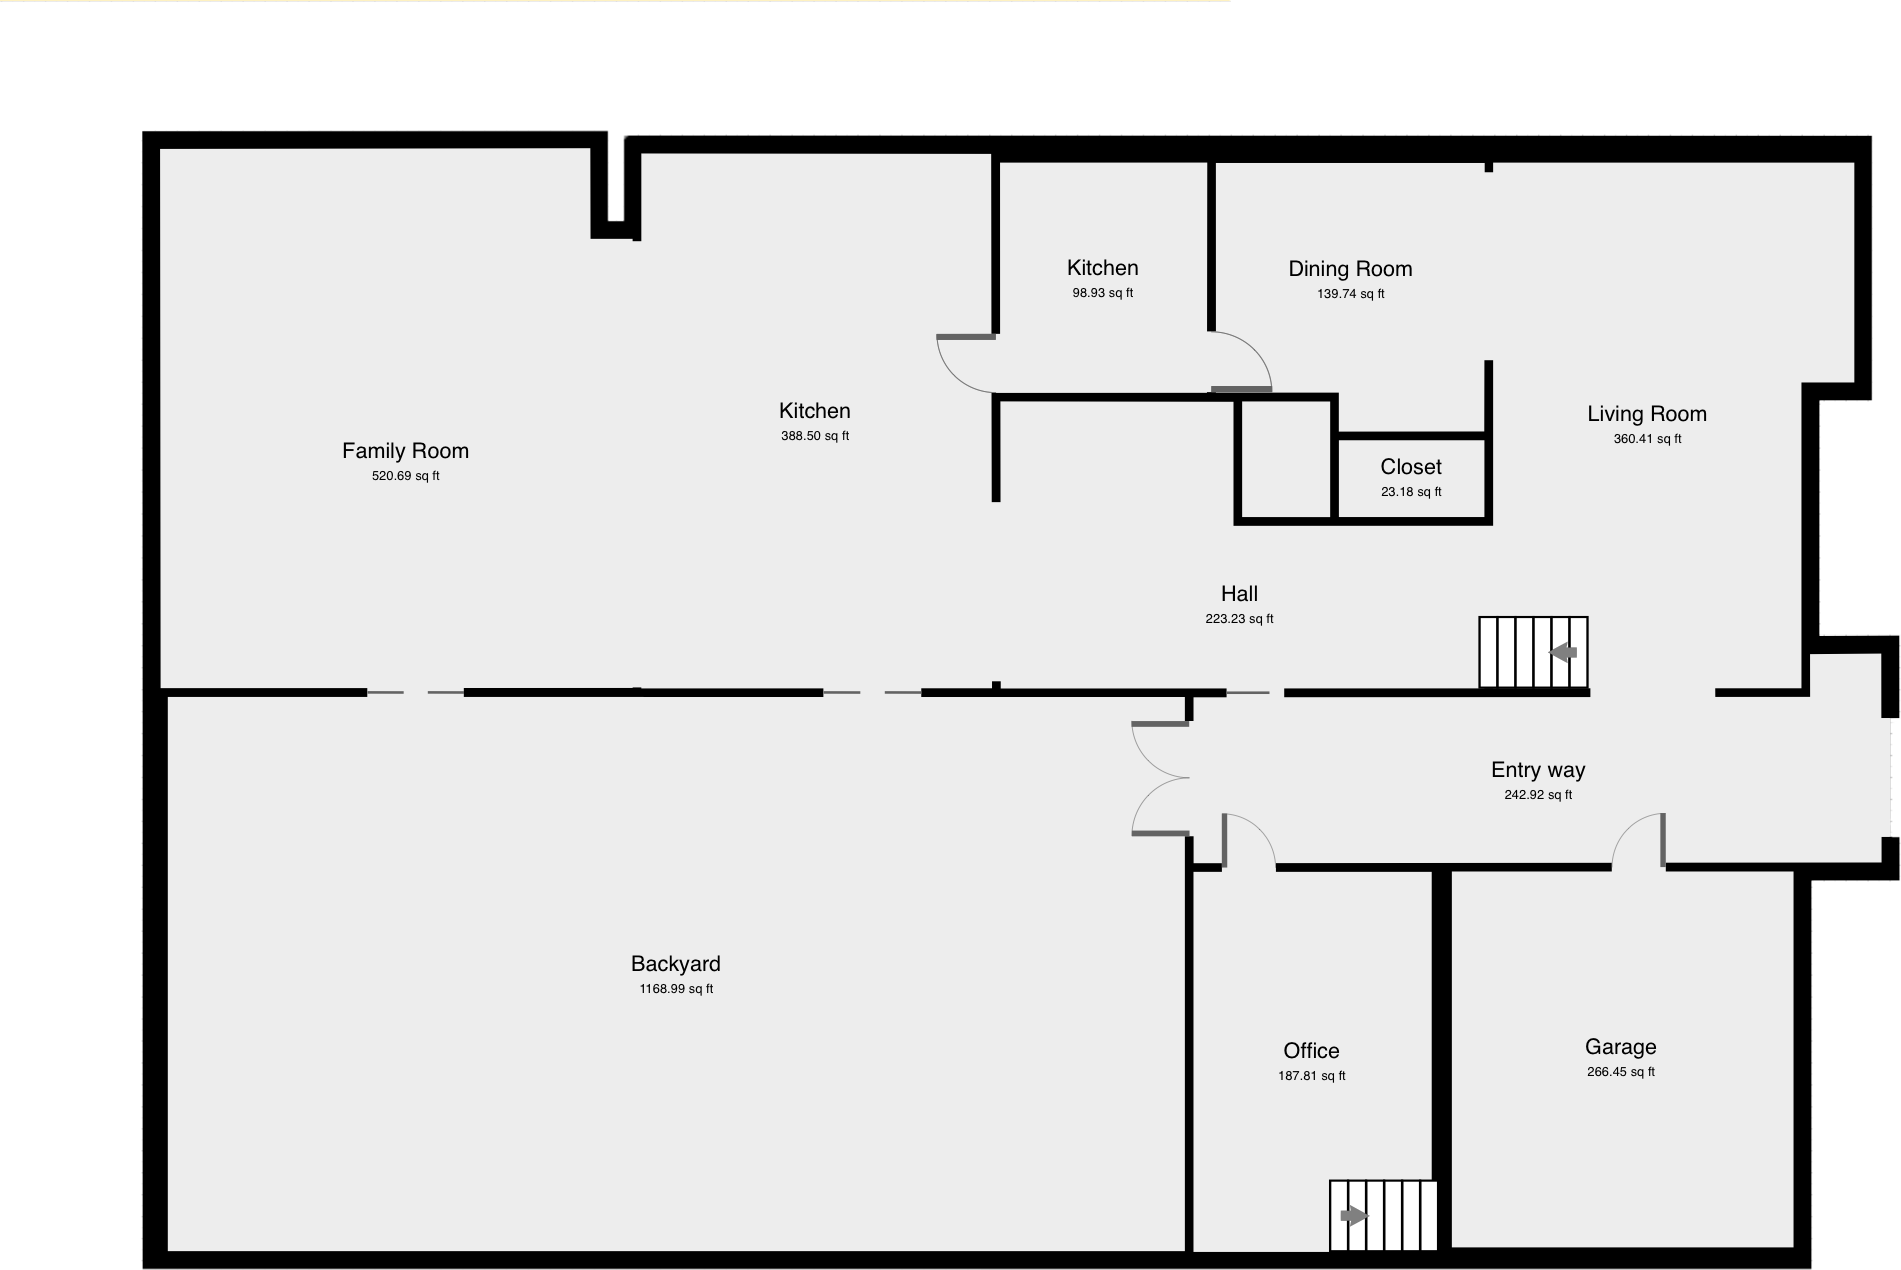 Kitchen
98.93 sq ft
Dining Room
139.74 sq ft
Kitchen
388.50 sq ft
Living Room
360.41 sq ft
Family Room
520.69 sq ft
Closet
23.18 sq ft
Hall
223.23 sq ft
Entry way
242.92 sq ft
Backyard
1168.99 sq ft
Office
187.81 sq ft
Garage
266.45 sq ft